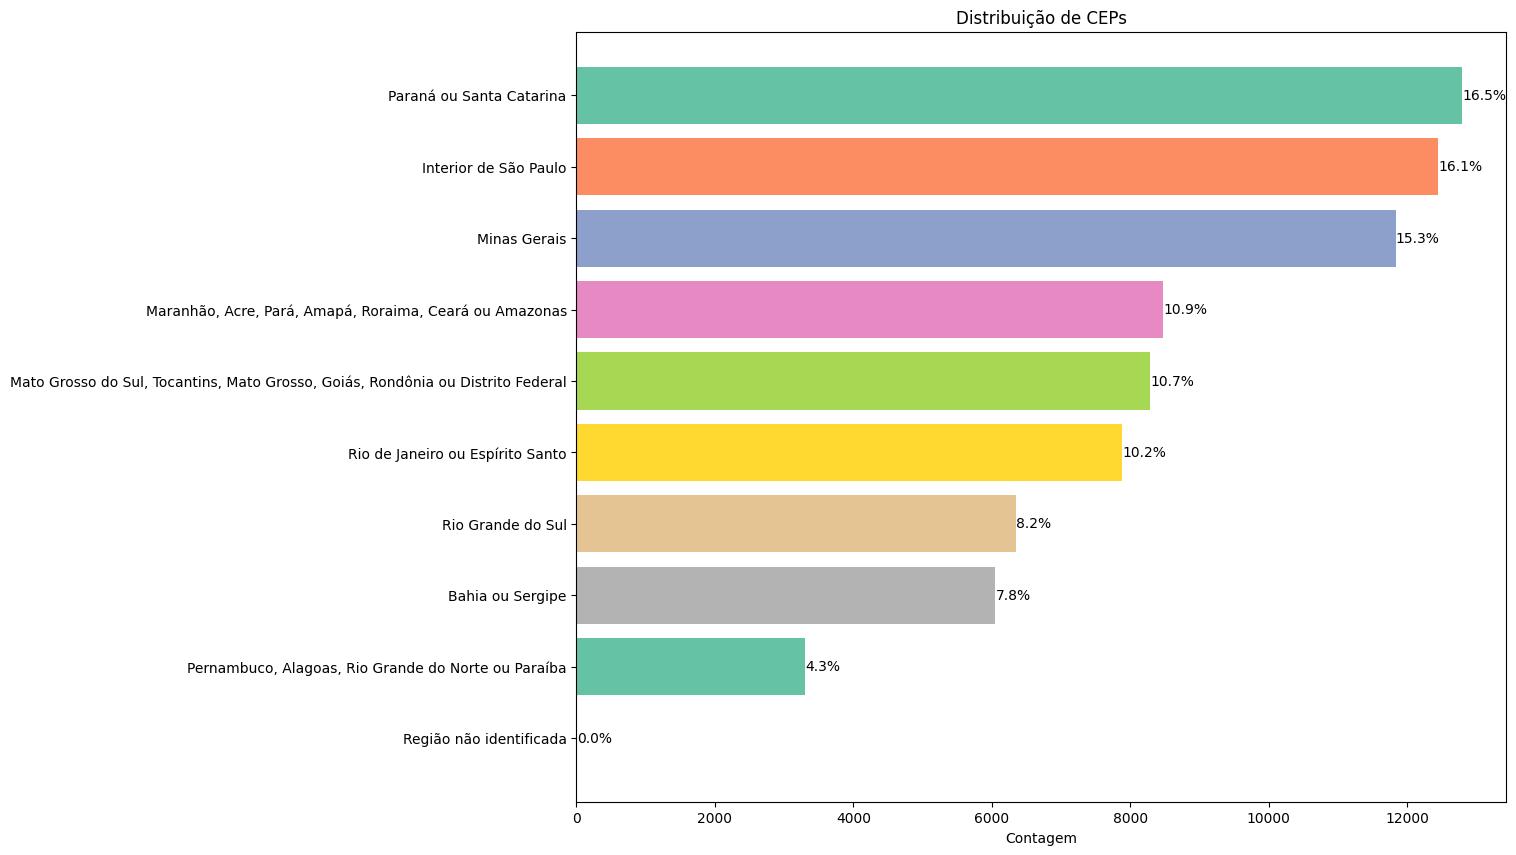 Distribuição de CEPs
Paraná ou Santa Catarina
16.5%
Interior de São Paulo
16.1%
Minas Gerais
15.3%
Maranhão, Acre, Pará, Amapá, Roraima, Ceará ou Amazonas
10.9%
Mato Grosso do Sul, Tocantins, Mato Grosso, Goiás, Rondônia ou Distrito Federal
10.7%
Rio de Janeiro ou Espírito Santo
10.2%
Rio Grande do Sul
8.2%
Bahia ou Sergipe
7.8%
Pernambuco, Alagoas, Rio Grande do Norte ou Paraíba
4.3%
Região não identificada
0.0%
0 2000 4000 6000 8000 10000 12000
Contagem